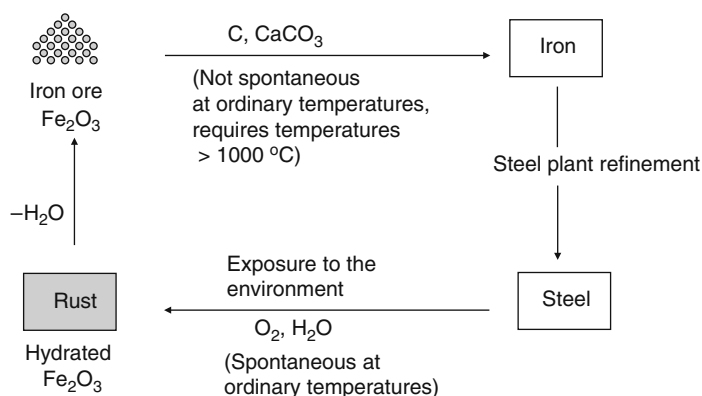 C, CaCO₃
Iron
Iron ore
Fe₂O₃
(Not spontaneous
at ordinary temperatures,
requires temperatures
> 1000 °C)
Steel plant refinement
–H₂O
Exposure to the
environment
Rust
Steel
O₂, H₂O
Hydrated
Fe₂O₃
(Spontaneous at
ordinary temperatures)